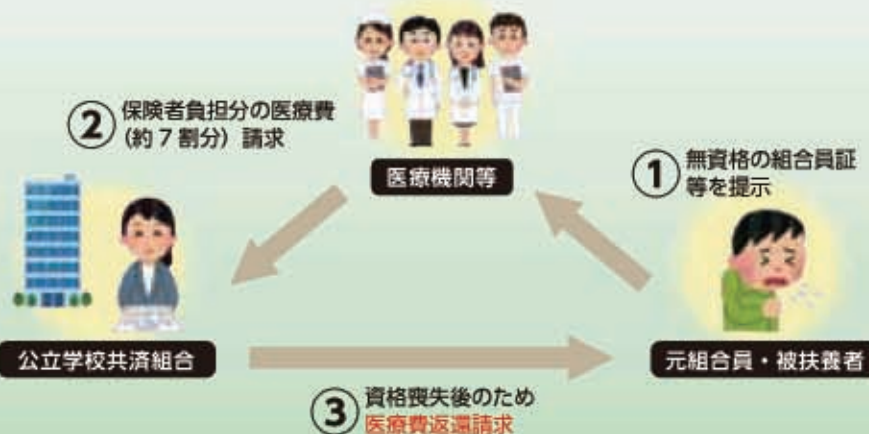 ② 保険者負担分の医療費
(約7割分) 請求
医療機関等
① 無資格の組合員証
等を提示
公立学校共済組合
元組合員・被扶養者
③ 資格喪失後のため
医療費返還請求